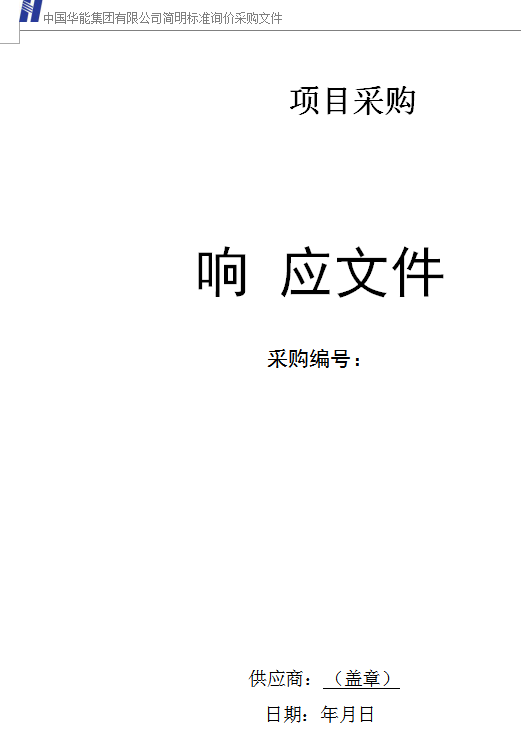 中国华能集团有限公司简明标准询价采购文件
项目采购
响 应文件
采购编号：
供应商：（盖章）
日期：年月日